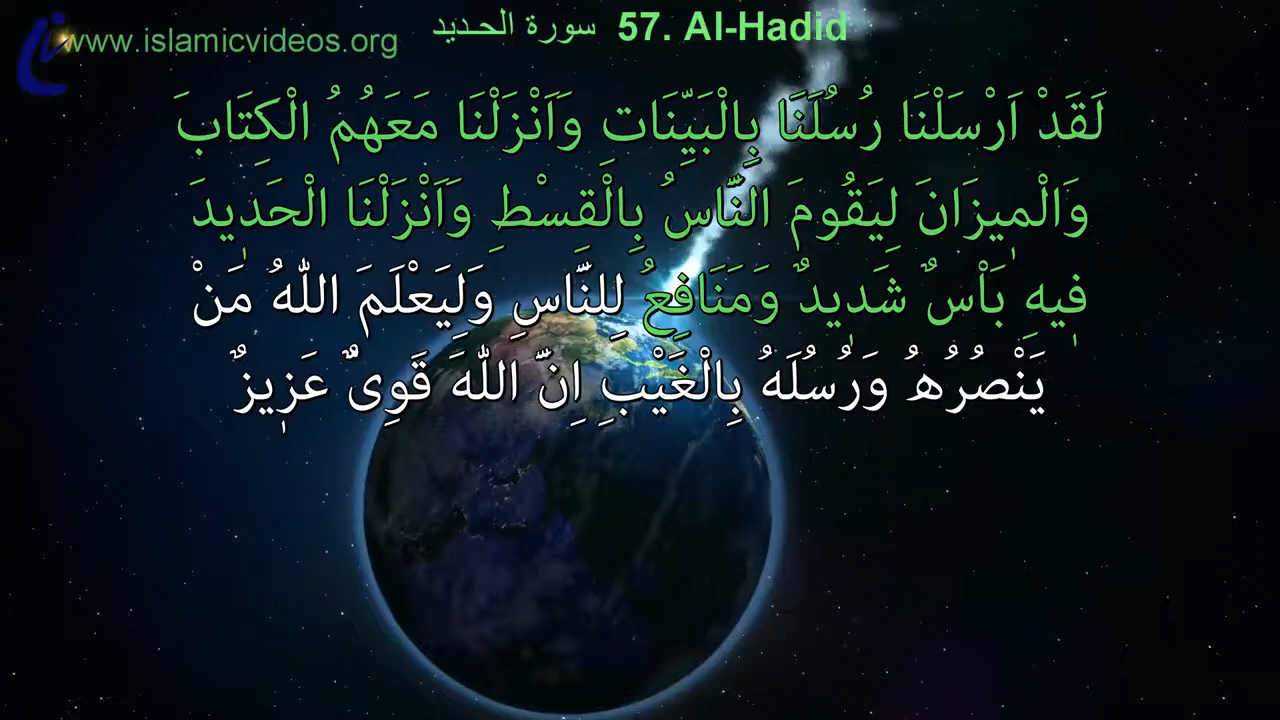 www.islamicvideos.org
سورة الحـديد 57. Al-Hadid
لَقَدْ اَرْسَلْنَا رُسُلَنَا بِالْبَيِّنَاتِ وَاَنْزَلْنَا مَعَهُمُ الْكِتَابَ
وَالْمٖيزَانَ لِيَقُومَ النَّاسُ بِالْقِسْطِ وَاَنْزَلْنَا الْحَدٖيدَ
فٖيهِ بَاْسٌ شَدٖيدٌ وَمَنَافِعُ لِلنَّاسِ وَلِيَعْلَمَ اللّٰهُ مَنْ
يَنْصُرُهُ وَرُسُلَهُ بِالْغَيْبِ اِنَّ اللّٰهَ قَوِىٌّ عَزٖيزٌ